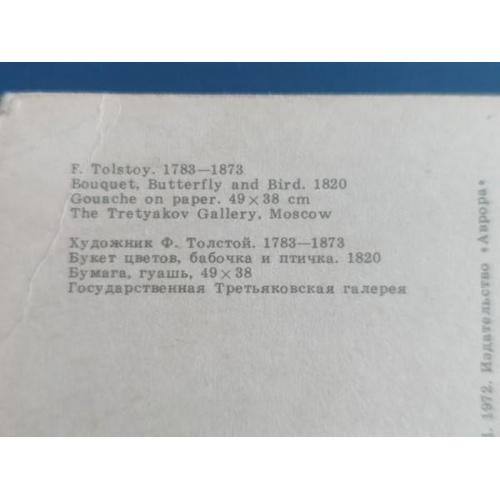 F. Tolstoy. 1783—1873
Bouquet, Butterfly and Bird. 1820
Gouache on paper. 49×38 cm
The Tretyakov Gallery, Moscow
Художник Ф. Толстой. 1783—1873
Букет цветов, бабочка и птичка. 1820
Бумага, гуашь, 49×38
Государственная Третьяковская галерея
1972. Издательство «Аврора»